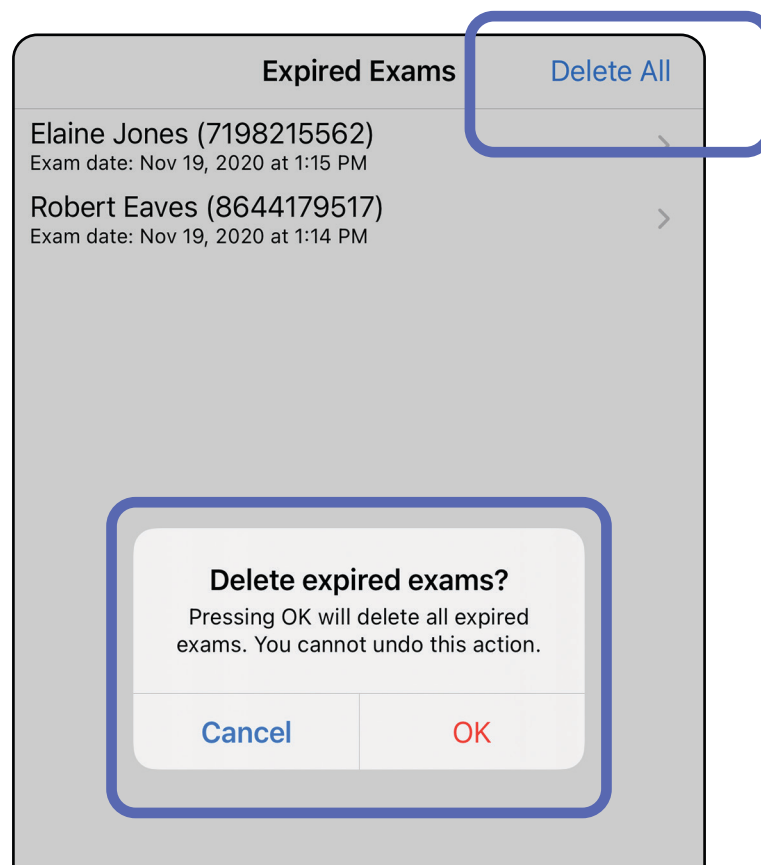 Expired Exams Delete All
Elaine Jones (7198215562)
Exam date: Nov 19, 2020 at 1:15 PM
Robert Eaves (8644179517)
Exam date: Nov 19, 2020 at 1:14 PM
Delete expired exams?
Pressing OK will delete all expired
exams. You cannot undo this action.
Cancel OK